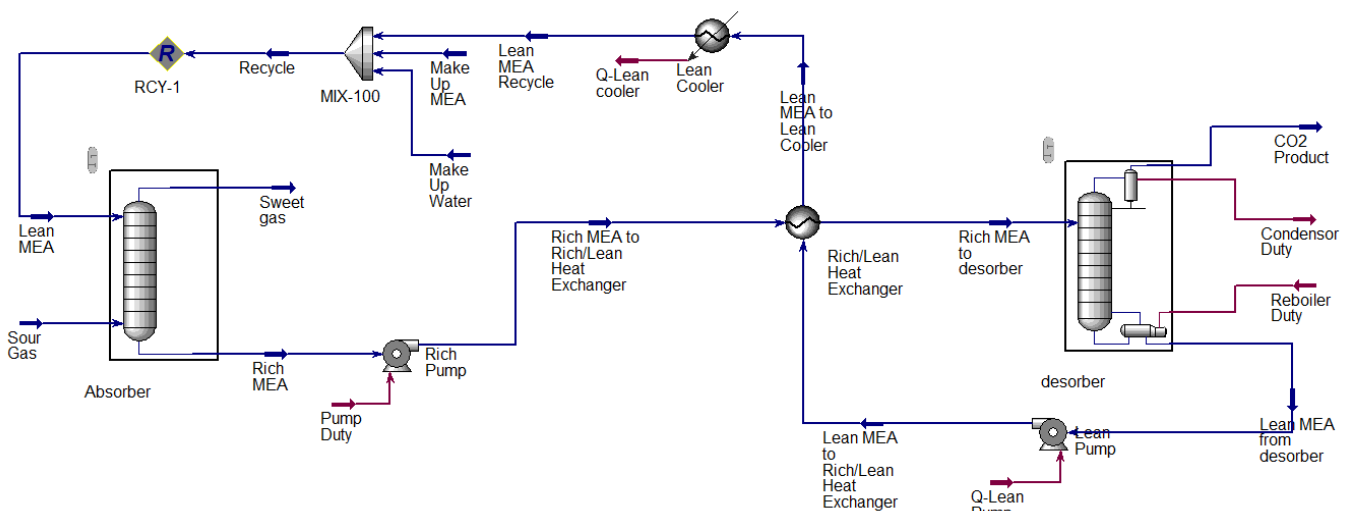 R
RCY-1
Recycle
MIX-100
Make
Up
MEA
Lean
MEA
Recycle
Q-Lean
cooler
Lean
Cooler
Make
Up
Water
Lean
MEA to
Lean
Cooler
CO2
Product
Sweet
gas
Lean
MEA
Rich MEA to
Rich/Lean
Heat
Exchanger
Rich/Lean
Heat
Exchanger
Rich MEA
to
desorber
Condensor
Duty
Reboiler
Duty
Sour
Gas
Absorber
Rich
MEA
Rich
Pump
Pump
Duty
desorber
Lean MEA
to
Rich/Lean
Heat
Exchanger
Lean
Pump
Lean MEA
from
desorber
Q-Lean
Pump